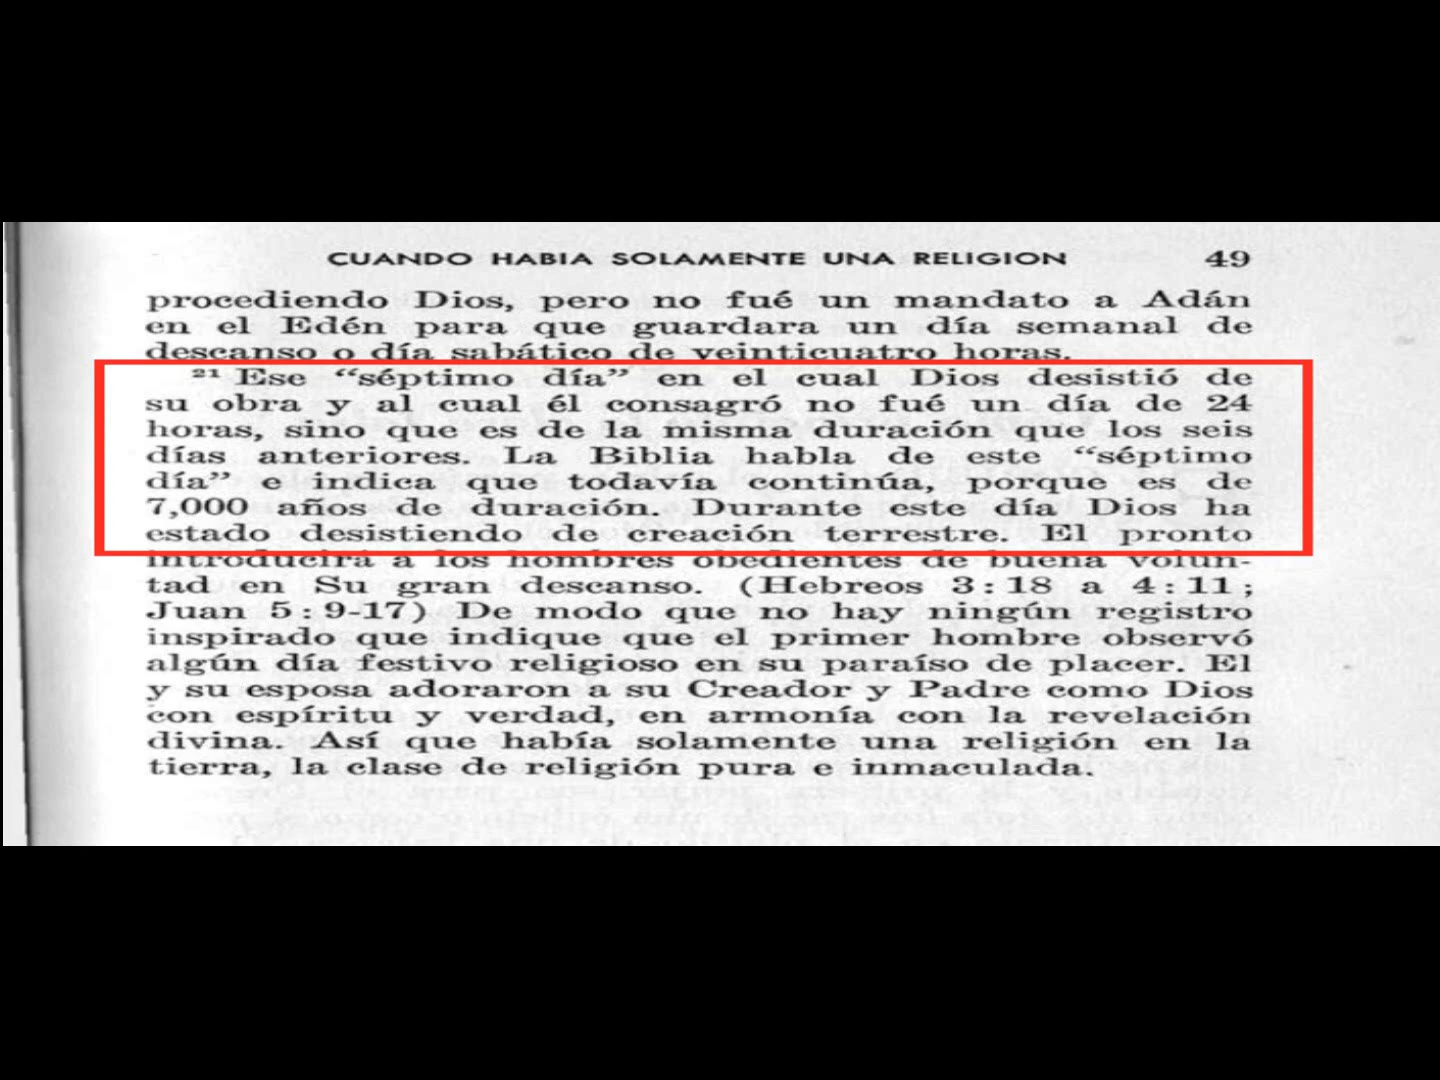 CUANDO HABIA SOLAMENTE UNA RELIGION 49
procediendo Dios, pero no fué un mandato a Adán
en el Edén para que guardara un día semanal de
descanso o día sabático de veinticuatro horas.
²¹ Ese “séptimo día” en el cual Dios desistió de
su obra y al cual él consagró no fué un día de 24
horas, sino que es de la misma duración que los seis
días anteriores. La Biblia habla de este “séptimo
día” e indica que todavía continúa, porque es de
7,000 años de duración. Durante este día Dios ha
estado desistiendo de creación terrestre. El pronto
introducirá a los hombres obedientes de buena volun-
tad en Su gran descanso. (Hebreos 3:18 a 4:11;
Juan 5:9-17) De modo que no hay ningún registro
inspirado que indique que el primer hombre observó
algún día festivo religioso en su paraíso de placer. El
y su esposa adoraron a su Creador y Padre como Dios
con espíritu y verdad, en armonía con la revelación
divina. Así que había solamente una religión en la
tierra, la clase de religión pura e inmaculada.